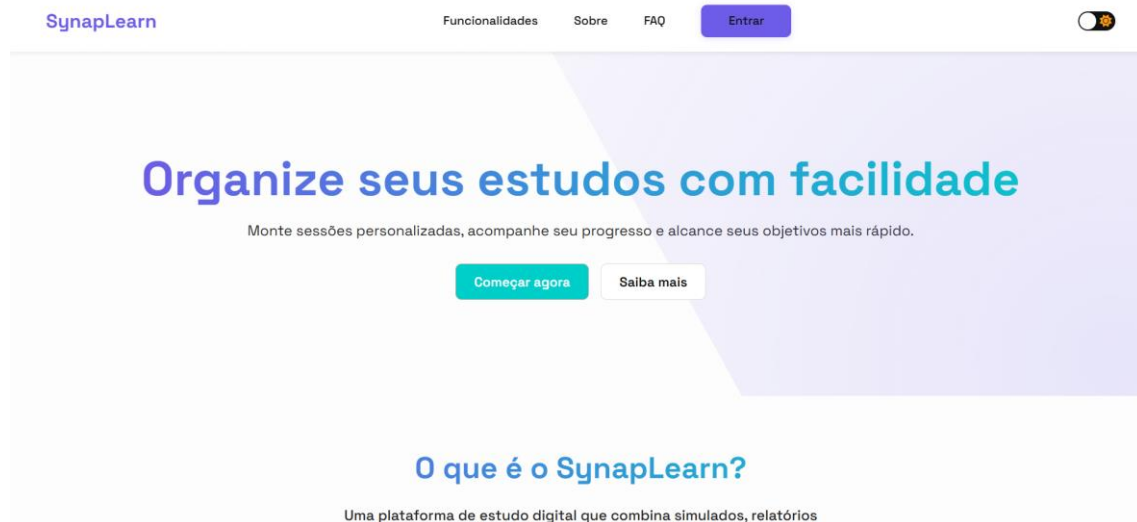 SynapLearn
Funcionalidades Sobre FAQ Entrar
Organize seus estudos com facilidade
Monte sessões personalizadas, acompanhe seu progresso e alcance seus objetivos mais rápido.
Começar agora Saiba mais
O que é o SynapLearn?
Uma plataforma de estudo digital que combina simulados, relatórios